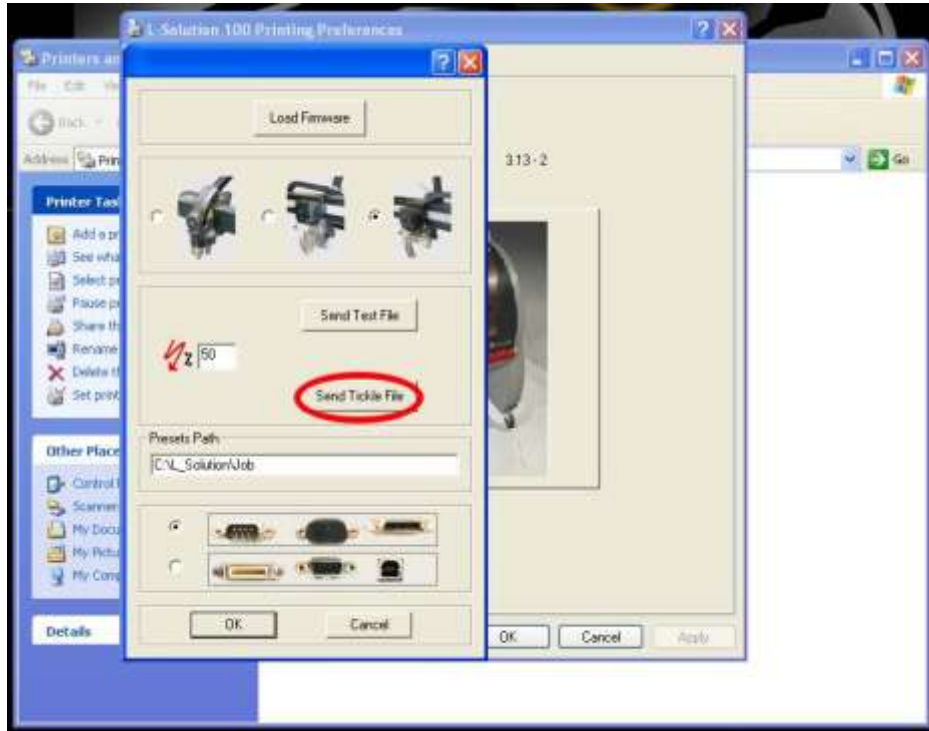 L-Solution 100 Printing Preferences
Printers an
File Edit
Back
Address Prin
Go
Load Firmware
3.13 - 2
Printer Tas
Add a pr
See wha
Select pr
Pause pr
Share th
Rename
Delete t
Set print
Send Test File
% 50
Send Tickle File
Presets Path
C:\L_Solution\Job
Other Place
Control
Scanner
My Docu
My Pictu
My Comp
Details
OK Cancel
OK Cancel Apply